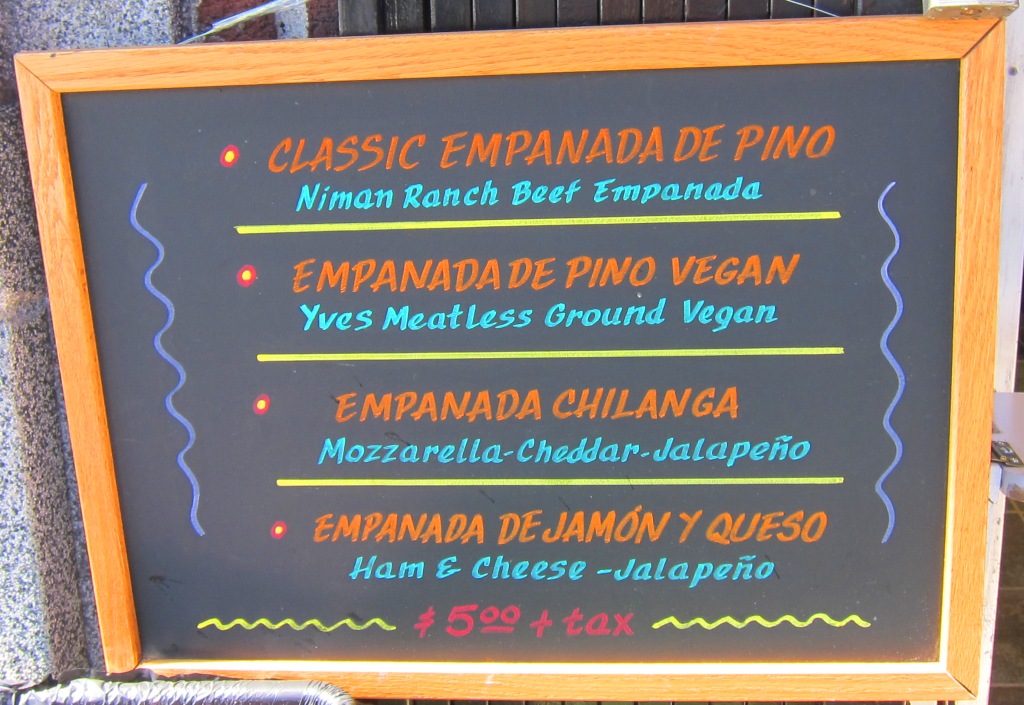 CLASSIC EMPANADA DE PINO
Niman Ranch Beef Empanada
EMPANADA DE PINO VEGAN
Yves Meatless Ground Vegan
EMPANADA CHILANGA
Mozzarella-Cheddar-Jalapeño
EMPANADA DE JAMÓN Y QUESO
Ham & Cheese -Jalapeño
$5.00 + tax